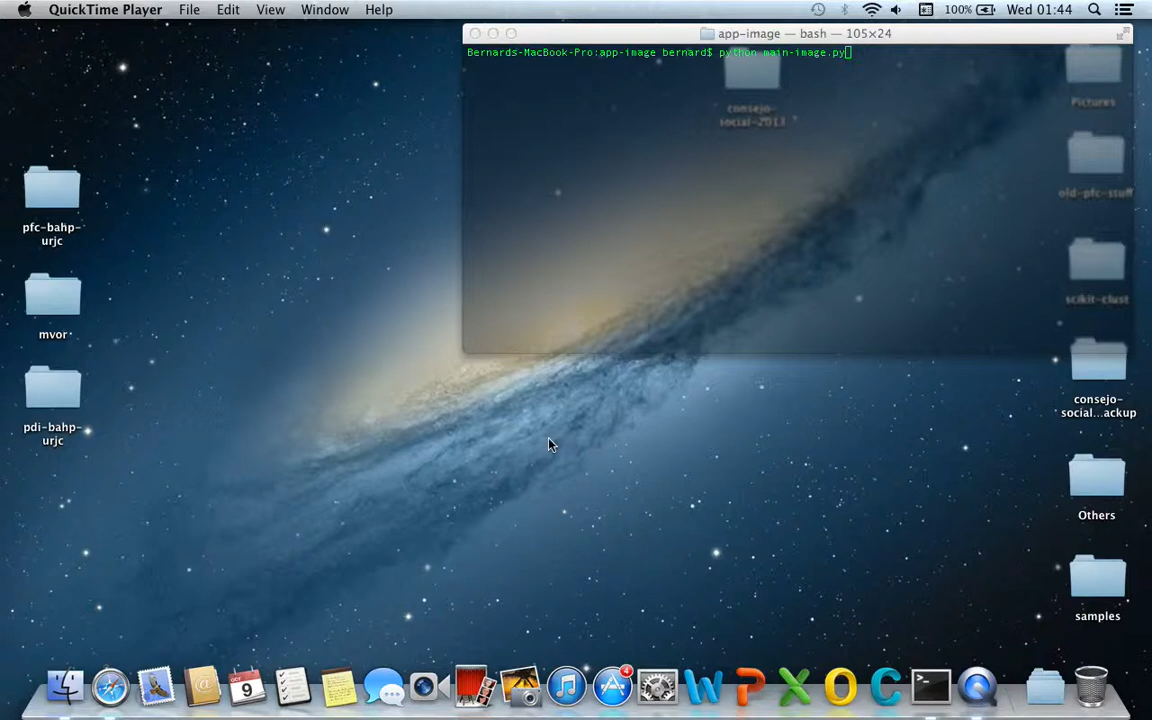 QuickTime Player File Edit View Window Help 100% Wed 01:44
app-image — bash — 105×24
Bernards-MacBook-Pro:app-image bernard$ python main-image.py
consejo-
social-2013
Pictures
old-pfc-stuff
scikit-clust
consejo-
social...ackup
Others
samples
pfc-bahp-
urjc
mvor
pdi-bahp-
urjc
OCT
9
4
W P X O C